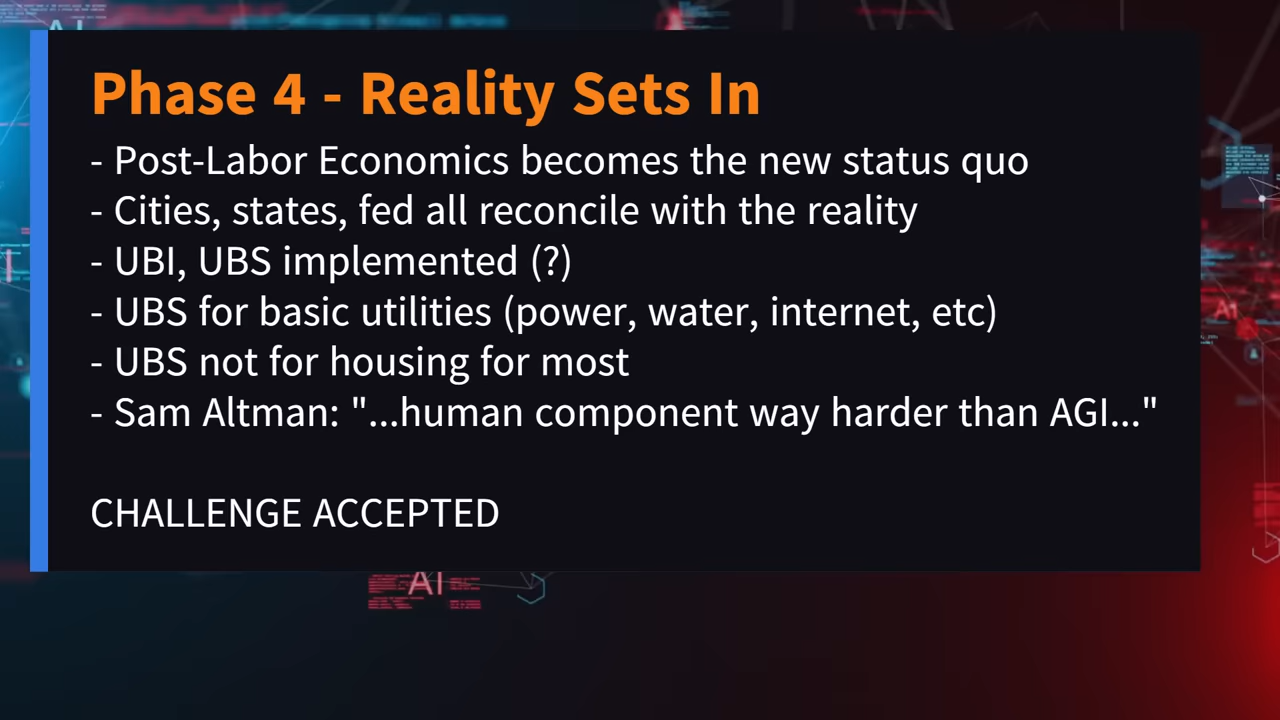 Phase 4 - Reality Sets In
- Post-Labor Economics becomes the new status quo
- Cities, states, fed all reconcile with the reality
- UBI, UBS implemented (?)
- UBS for basic utilities (power, water, internet, etc)
- UBS not for housing for most
- Sam Altman: "...human component way harder than AGI..."
CHALLENGE ACCEPTED
AI
AI